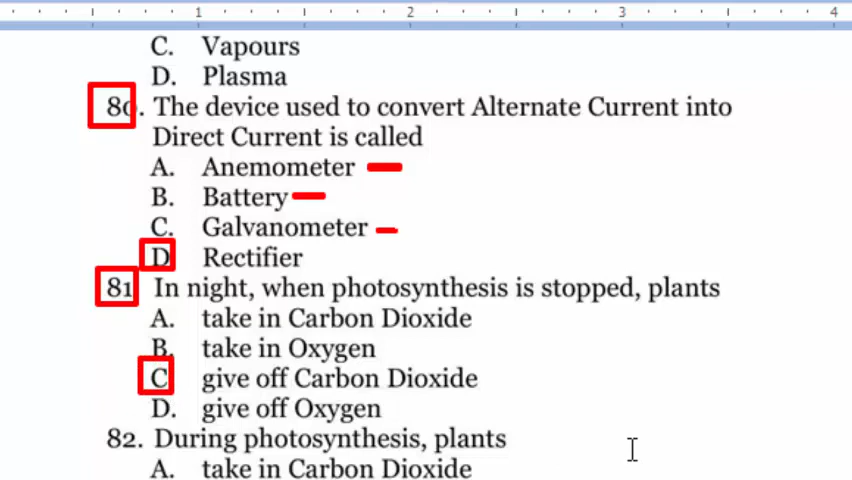 1 2 3 4
C. Vapours
D. Plasma
80. The device used to convert Alternate Current into
Direct Current is called
A. Anemometer
B. Battery
C. Galvanometer
D Rectifier
81 In night, when photosynthesis is stopped, plants
A. take in Carbon Dioxide
B. take in Oxygen
C give off Carbon Dioxide
D. give off Oxygen
82. During photosynthesis, plants
A. take in Carbon Dioxide